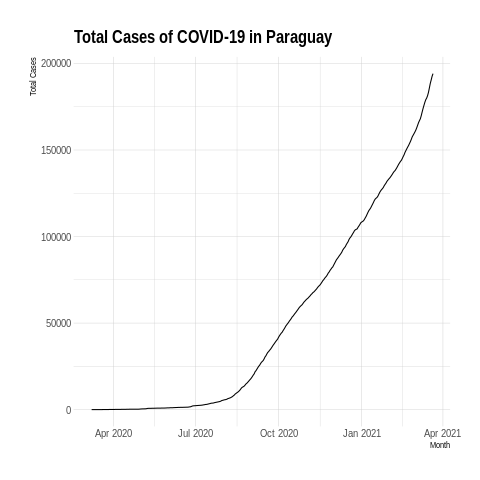 Total Cases of COVID-19 in Paraguay
Total Cases
200000
150000
100000
50000
0
Apr 2020
Jul 2020
Oct 2020
Jan 2021
Apr 2021
Month